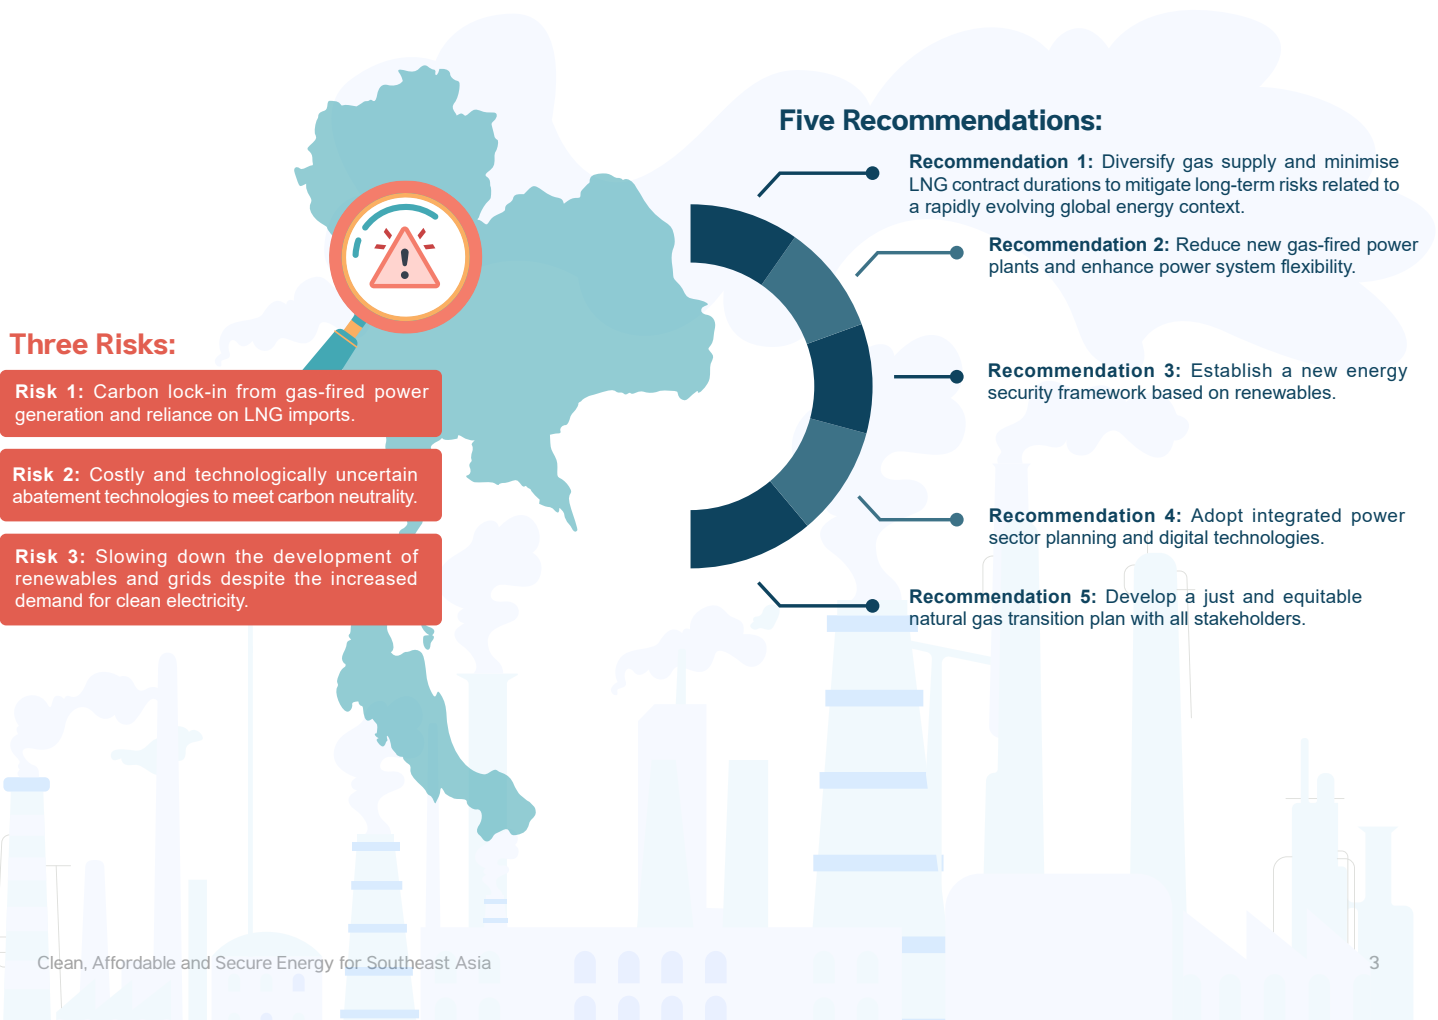 Three Risks:
Risk 1: Carbon lock-in from gas-fired power
generation and reliance on LNG imports.
Risk 2: Costly and technologically uncertain
abatement technologies to meet carbon neutrality.
Risk 3: Slowing down the development of
renewables and grids despite the increased
demand for clean electricity.
Five Recommendations:
Recommendation 1: Diversify gas supply and minimise
LNG contract durations to mitigate long-term risks related to
a rapidly evolving global energy context.
Recommendation 2: Reduce new gas-fired power
plants and enhance power system flexibility.
Recommendation 3: Establish a new energy
security framework based on renewables.
Recommendation 4: Adopt integrated power
sector planning and digital technologies.
Recommendation 5: Develop a just and equitable
natural gas transition plan with all stakeholders.
Clean, Affordable and Secure Energy for Southeast Asia
3